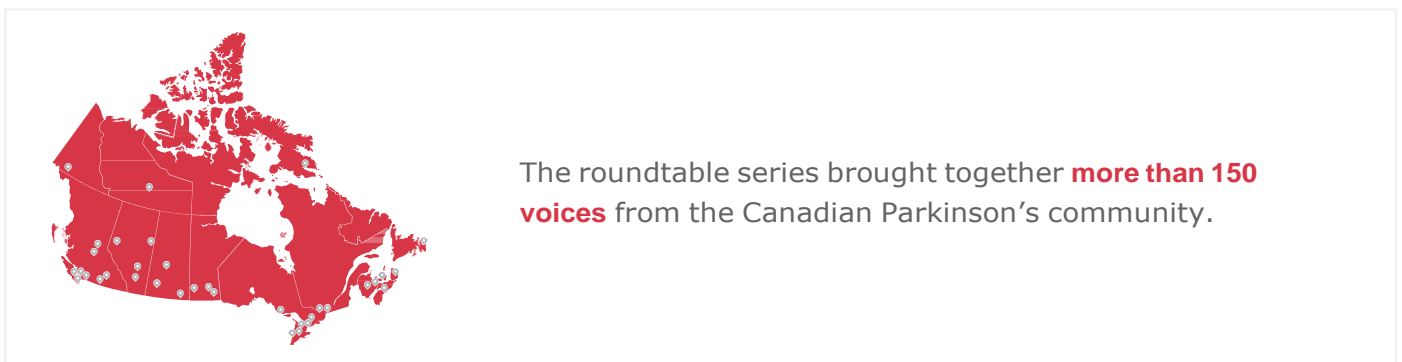 The roundtable series brought together more than 150
voices from the Canadian Parkinson’s community.